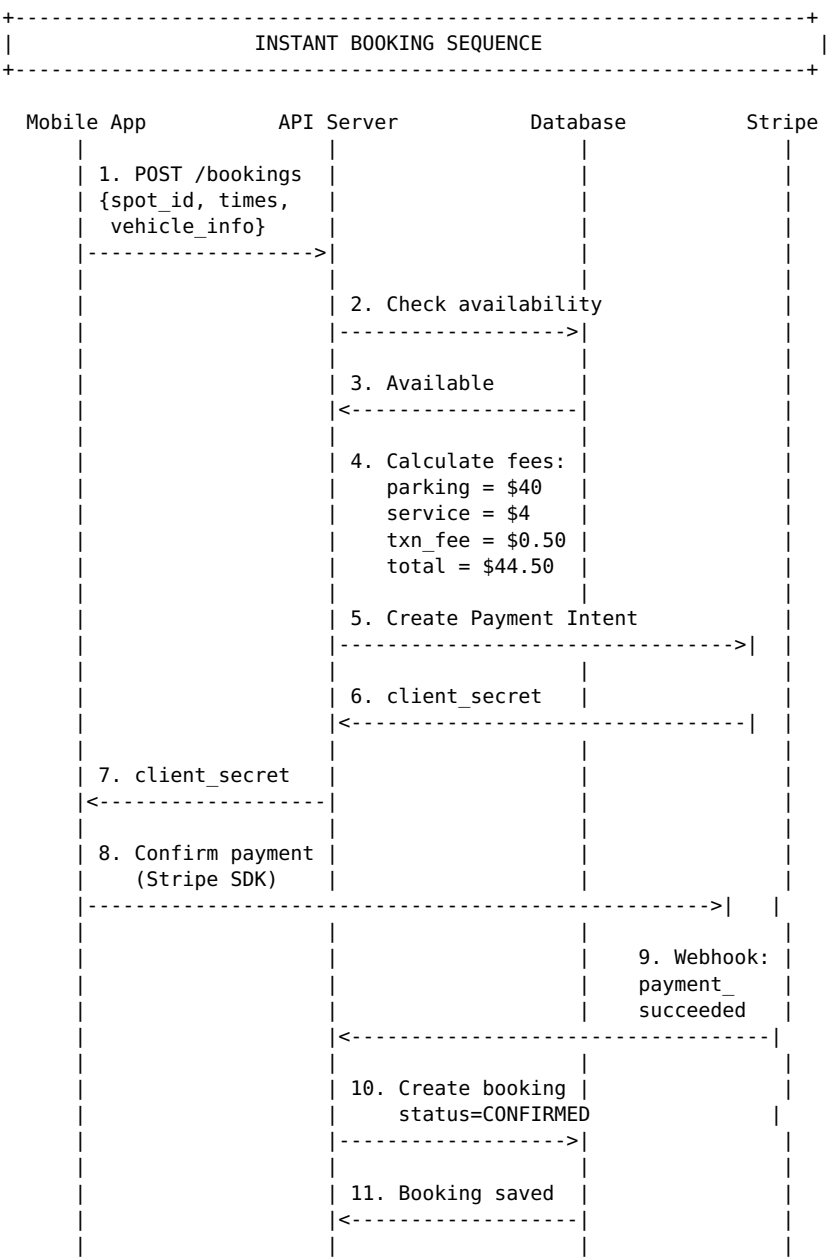 INSTANT BOOKING SEQUENCE
Mobile App API Server Database Stripe
1. POST /bookings
{spot_id, times,
vehicle_info}
2. Check availability
3. Available
4. Calculate fees:
parking = $40
service = $4
txn_fee = $0.50
total = $44.50
5. Create Payment Intent
6. client_secret
7. client_secret
8. Confirm payment
(Stripe SDK)
9. Webhook:
payment_
succeeded
10. Create booking
status=CONFIRMED
11. Booking saved